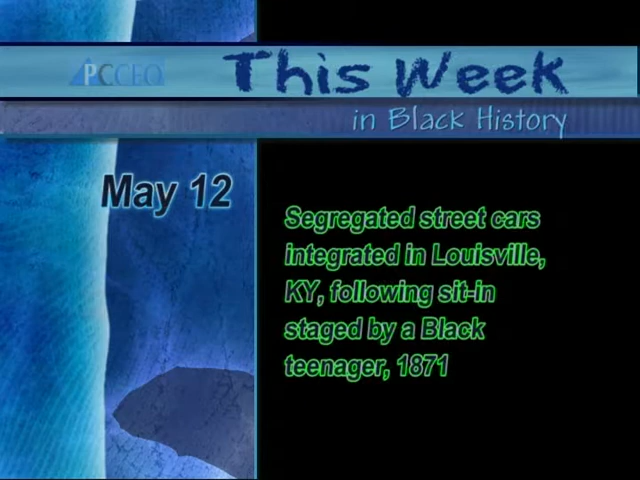 PCCEO
This Week
in Black History
May 12
Segregated street cars
integrated in Louisville,
KY, following sit-in
staged by a Black
teenager, 1871